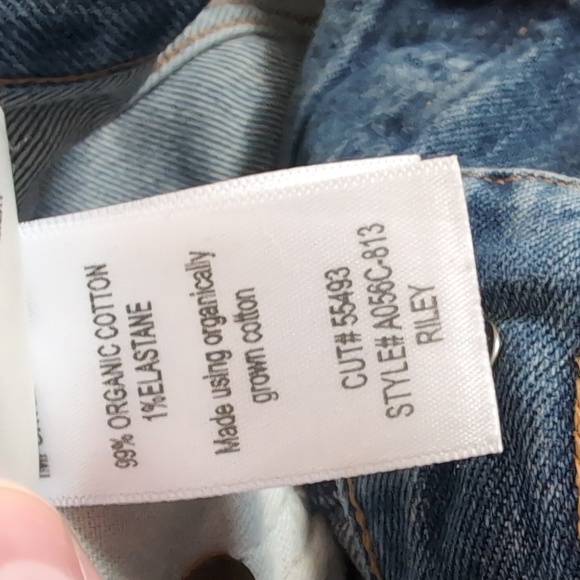 99% ORGANIC COTTON
1%ELASTANE
Made using organically
grown cotton
CUT# 55493
STYLE# A056C-813
RILEY